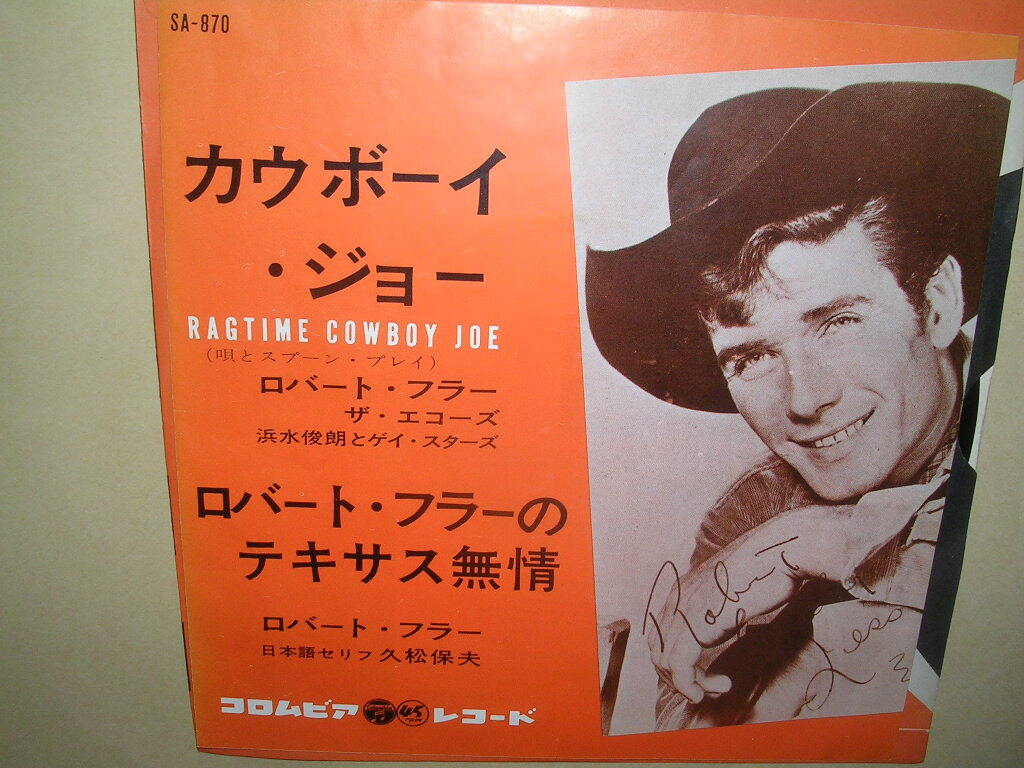 SA-870
カウボーイ
・ジョー
RAGTIME COWBOY JOE
(唄とスプーン・プレイ)
ロバート・フラー
ザ・エコーズ
浜水俊朗とゲイ・スターズ
ロバート・フラーの
テキサス無情
ロバート・フラー
日本語セリフ 久松保夫
コロムビア 45 rpm レコード
Robert
Jess